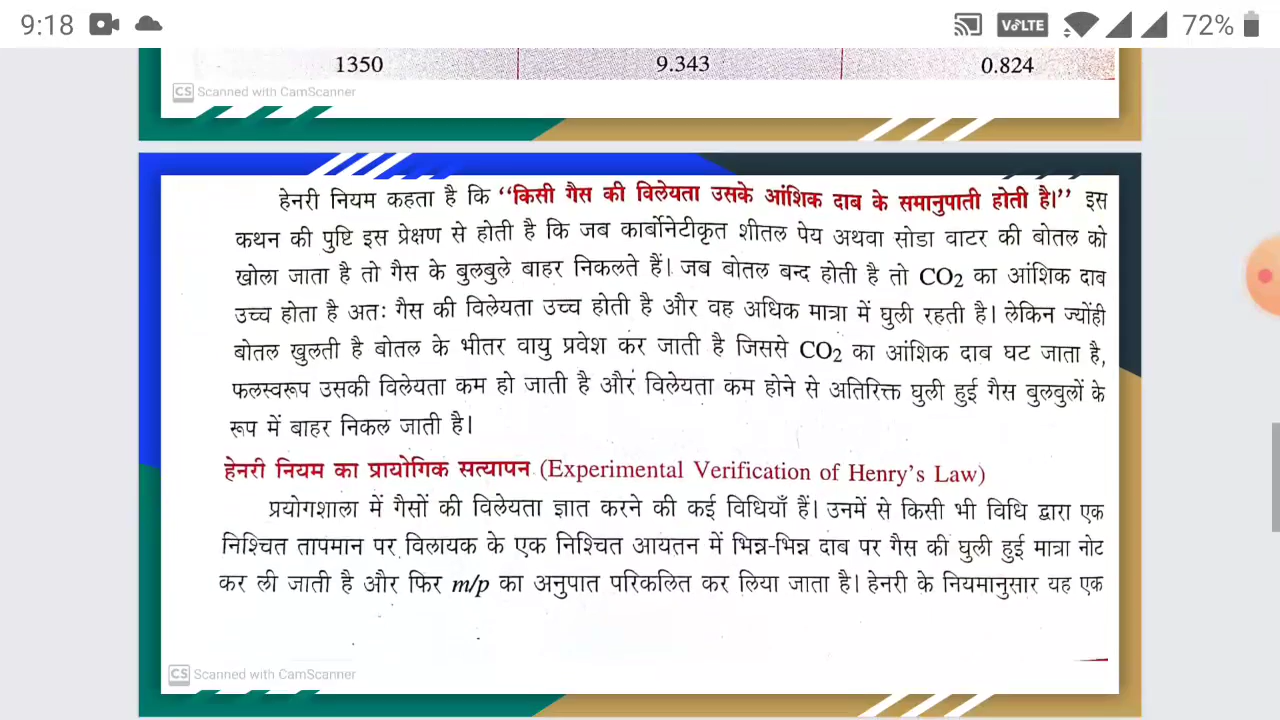 9:18 VoLTE 72%
1350 9.343 0.824
CS Scanned with CamScanner
हेनरी नियम कहता है कि “किसी गैस की विलेयता उसके आंशिक दाब के समानुपाती होती है।” इस
कथन की पुष्टि इस प्रेक्षण से होती है कि जब कार्बोनेटीकृत शीतल पेय अथवा सोडा वाटर की बोतल को
खोला जाता है तो गैस के बुलबुले बाहर निकलते हैं। जब बोतल बन्द होती है तो CO2 का आंशिक दाब
उच्च होता है अतः गैस की विलेयता उच्च होती है और वह अधिक मात्रा में घुली रहती है। लेकिन ज्योंही
बोतल खुलती है बोतल के भीतर वायु प्रवेश कर जाती है जिससे CO2 का आंशिक दाब घट जाता है,
फलस्वरूप उसकी विलेयता कम हो जाती है और विलेयता कम होने से अतिरिक्त घुली हुई गैस बुलबुलों के
रूप में बाहर निकल जाती है।
हेनरी नियम का प्रायोगिक सत्यापन (Experimental Verification of Henry’s Law)
प्रयोगशाला में गैसों की विलेयता ज्ञात करने की कई विधियाँ हैं। उनमें से किसी भी विधि द्वारा एक
निश्चित तापमान पर विलायक के एक निश्चित आयतन में भिन्न-भिन्न दाब पर गैस की घुली हुई मात्रा नोट
कर ली जाती है और फिर m/p का अनुपात परिकलित कर लिया जाता है। हेनरी के नियमानुसार यह एक
CS Scanned with CamScanner